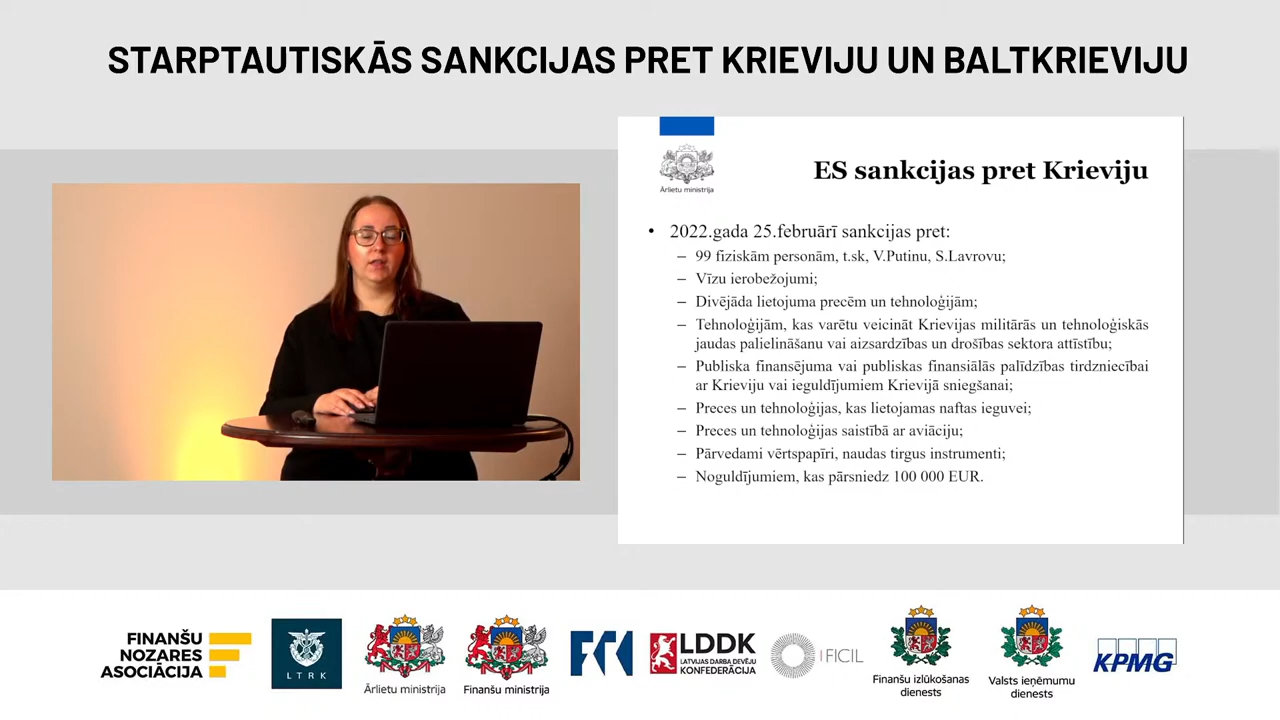 STARPTAUTISKĀS SANKCIJAS PRET KRIEVIJU UN BALTKRIEVIJU
Ārlietu ministrija
ES sankcijas pret Krieviju
• 2022.gada 25.februārī sankcijas pret:
– 99 fiziskām personām, t.sk, V.Putinu, S.Lavrovu;
– Vīzu ierobežojumi;
– Divējāda lietojuma precēm un tehnoloģijām;
– Tehnoloģijām, kas varētu veicināt Krievijas militārās un tehnoloģiskās
jaudas palielināšanu vai aizsardzības un drošības sektora attīstību;
– Publiska finansējuma vai publiskas finansiālās palīdzības tirdzniecībai
ar Krieviju vai ieguldījumiem Krievijā sniegšanai;
– Preces un tehnoloģijas, kas lietojamas naftas ieguvei;
– Preces un tehnoloģijas saistībā ar aviāciju;
– Pārvedami vērtspapīri, naudas tirgus instrumenti;
– Noguldījumiem, kas pārsniedz 100 000 EUR.
FINANŠU
NOZARES
ASOCIĀCIJA
LTRK
Ārlietu ministrija
Finanšu ministrija
LDDK
LATVIJAS DARBA DEVĒJU
KONFEDERĀCIJA
FICIL
Finanšu izlūkošanas
dienests
Valsts ieņēmumu
dienests
KPMG